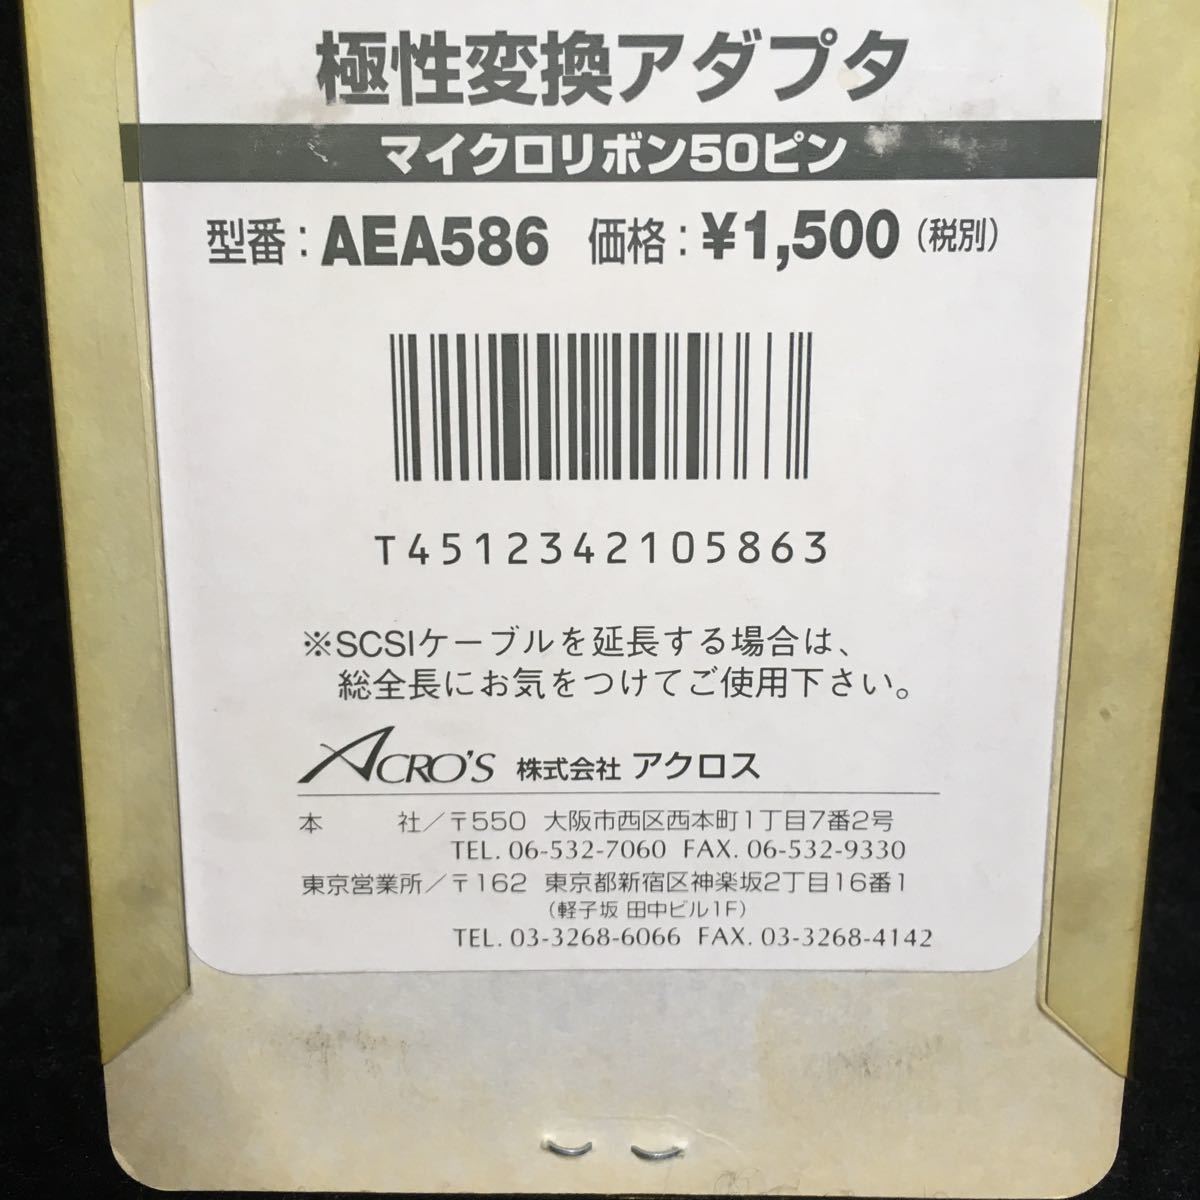 極性変換アダプタ
マイクロリボン50ピン
型番：AEA586 価格：¥1,500（税別）
T4512342105863
※SCSIケーブルを延長する場合は、
総全長にお気をつけてご使用下さい。
ACRO'S 株式会社 アクロス
本 社／〒550 大阪市西区西本町1丁目7番2号
TEL. 06-532-7060 FAX. 06-532-9330
東京営業所／〒162 東京都新宿区神楽坂2丁目16番1
（軽子坂 田中ビル1F）
TEL. 03-3268-6066 FAX. 03-3268-4142